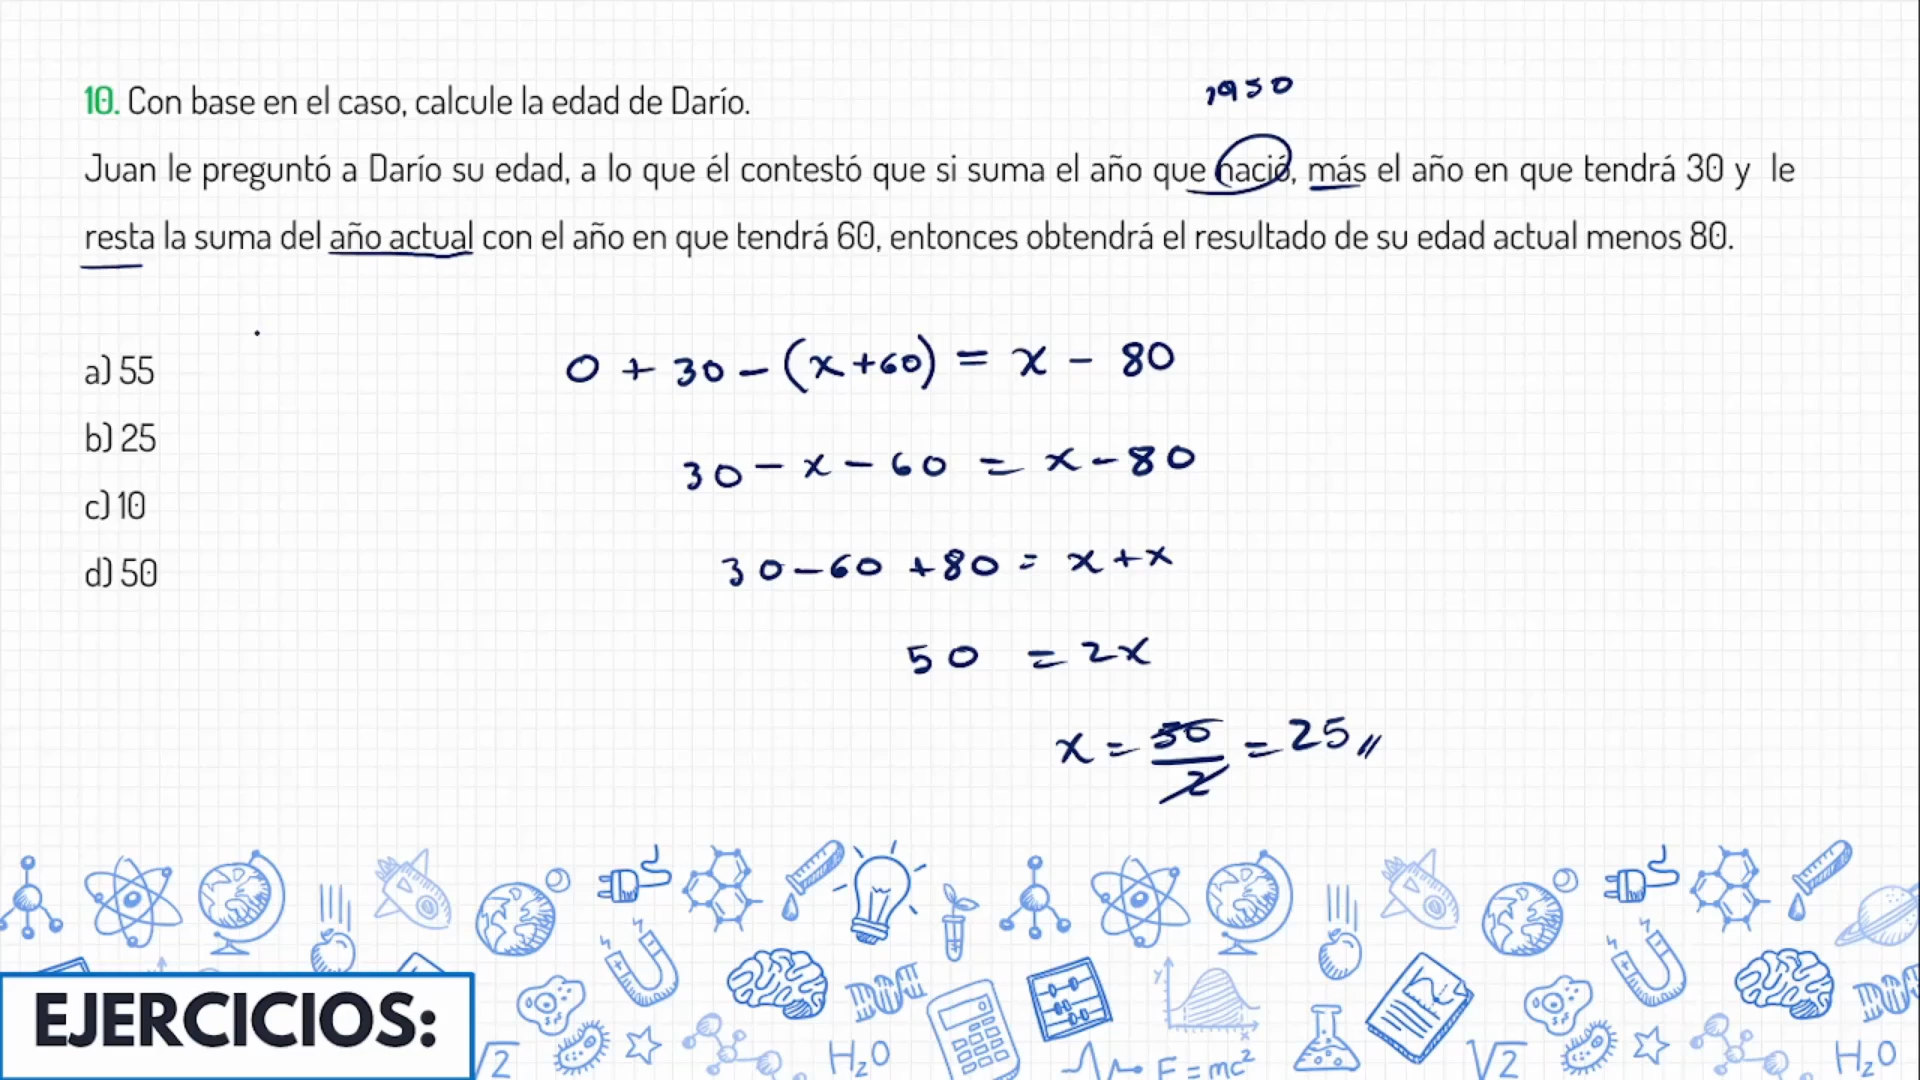 1950
10. Con base en el caso, calcule la edad de Darío.
Juan le preguntó a Darío su edad, a lo que él contestó que si suma el año que nació, más el año en que tendrá 30 y le
resta la suma del año actual con el año en que tendrá 60, entonces obtendrá el resultado de su edad actual menos 80.
a) 55
b) 25
c) 10
d) 50
0 + 30 - (x + 60) = x - 80
30 - x - 60 = x - 80
30 - 60 + 80 = x + x
50 = 2x
x = 50/2 = 25 //
EJERCICIOS:
√2
H₂O
Y
X
F = mc²
√2
H₂O